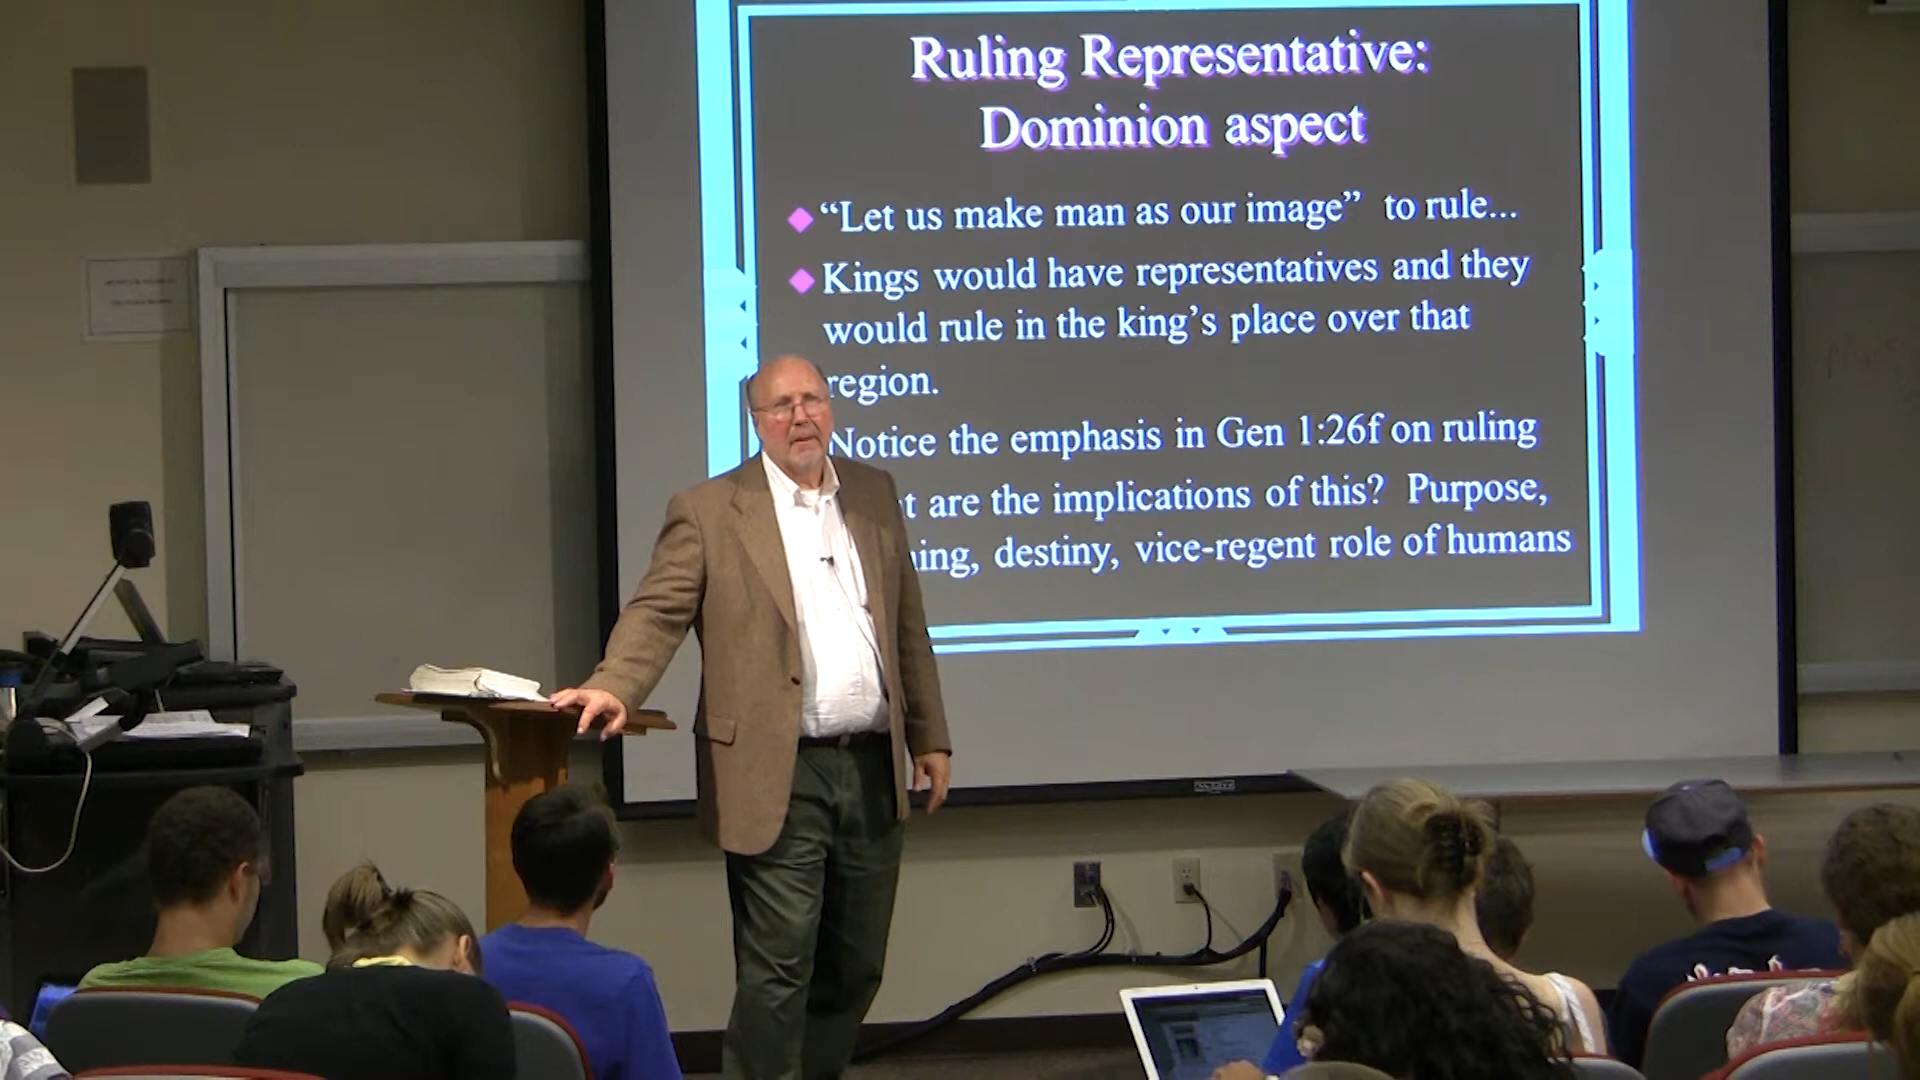 Ruling Representative:
Dominion aspect
“Let us make man as our image” to rule...
Kings would have representatives and they
would rule in the king’s place over that
region.
Notice the emphasis in Gen 1:26f on ruling
are the implications of this? Purpose,
destiny, vice-regent role of humans